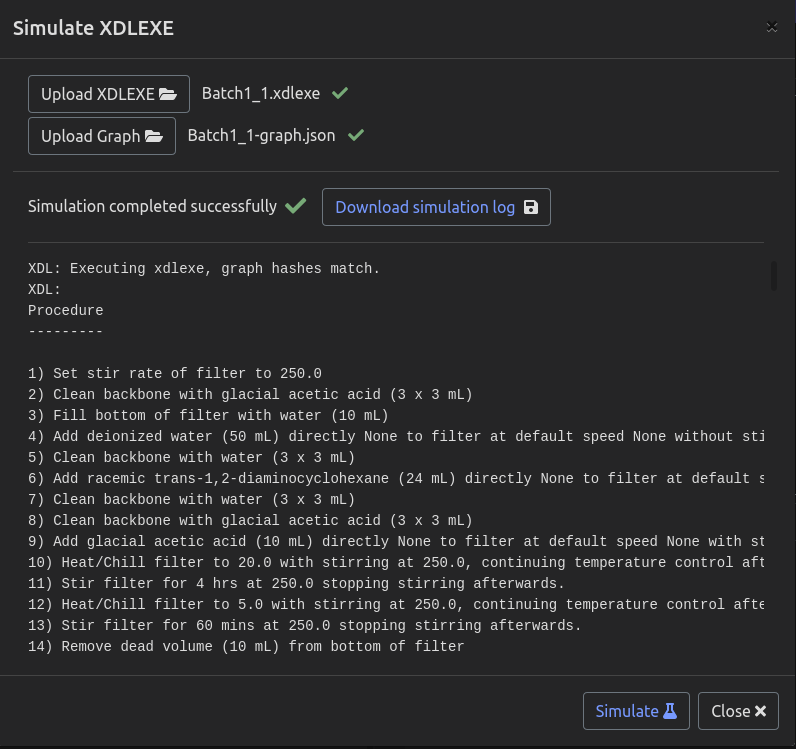 Simulate XDLEXE
Upload XDLEXE Batch1_1.xdlexe
Upload Graph Batch1_1-graph.json
Simulation completed successfully Download simulation log
XDL: Executing xdlexe, graph hashes match.
XDL:
Procedure
---------
1) Set stir rate of filter to 250.0
2) Clean backbone with glacial acetic acid (3 x 3 mL)
3) Fill bottom of filter with water (10 mL)
4) Add deionized water (50 mL) directly None to filter at default speed None without sti
5) Clean backbone with water (3 x 3 mL)
6) Add racemic trans-1,2-diaminocyclohexane (24 mL) directly None to filter at default s
7) Clean backbone with water (3 x 3 mL)
8) Clean backbone with glacial acetic acid (3 x 3 mL)
9) Add glacial acetic acid (10 mL) directly None to filter at default speed None with st
10) Heat/Chill filter to 20.0 with stirring at 250.0, continuing temperature control aft
11) Stir filter for 4 hrs at 250.0 stopping stirring afterwards.
12) Heat/Chill filter to 5.0 with stirring at 250.0, continuing temperature control afte
13) Stir filter for 60 mins at 250.0 stopping stirring afterwards.
14) Remove dead volume (10 mL) from bottom of filter
Simulate Close